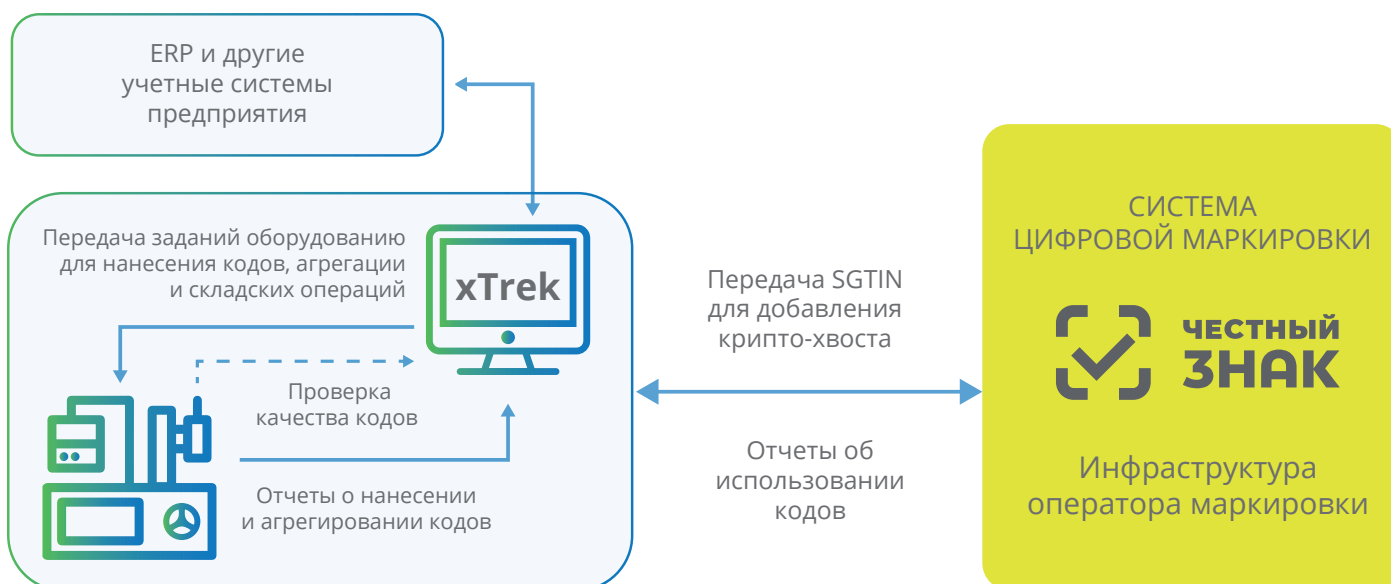 ERP и другие
учетные системы
предприятия
Передача заданий оборудованию
для нанесения кодов, агрегации
и складских операций
xTrek
Проверка
качества кодов
Отчеты о нанесении
и агрегировании кодов
Передача SGTIN
для добавления
крипто-хвоста
Отчеты об
использовании
кодов
СИСТЕМА
ЦИФРОВОЙ МАРКИРОВКИ
ЧЕСТНЫЙ
ЗНАК
Инфраструктура
оператора маркировки